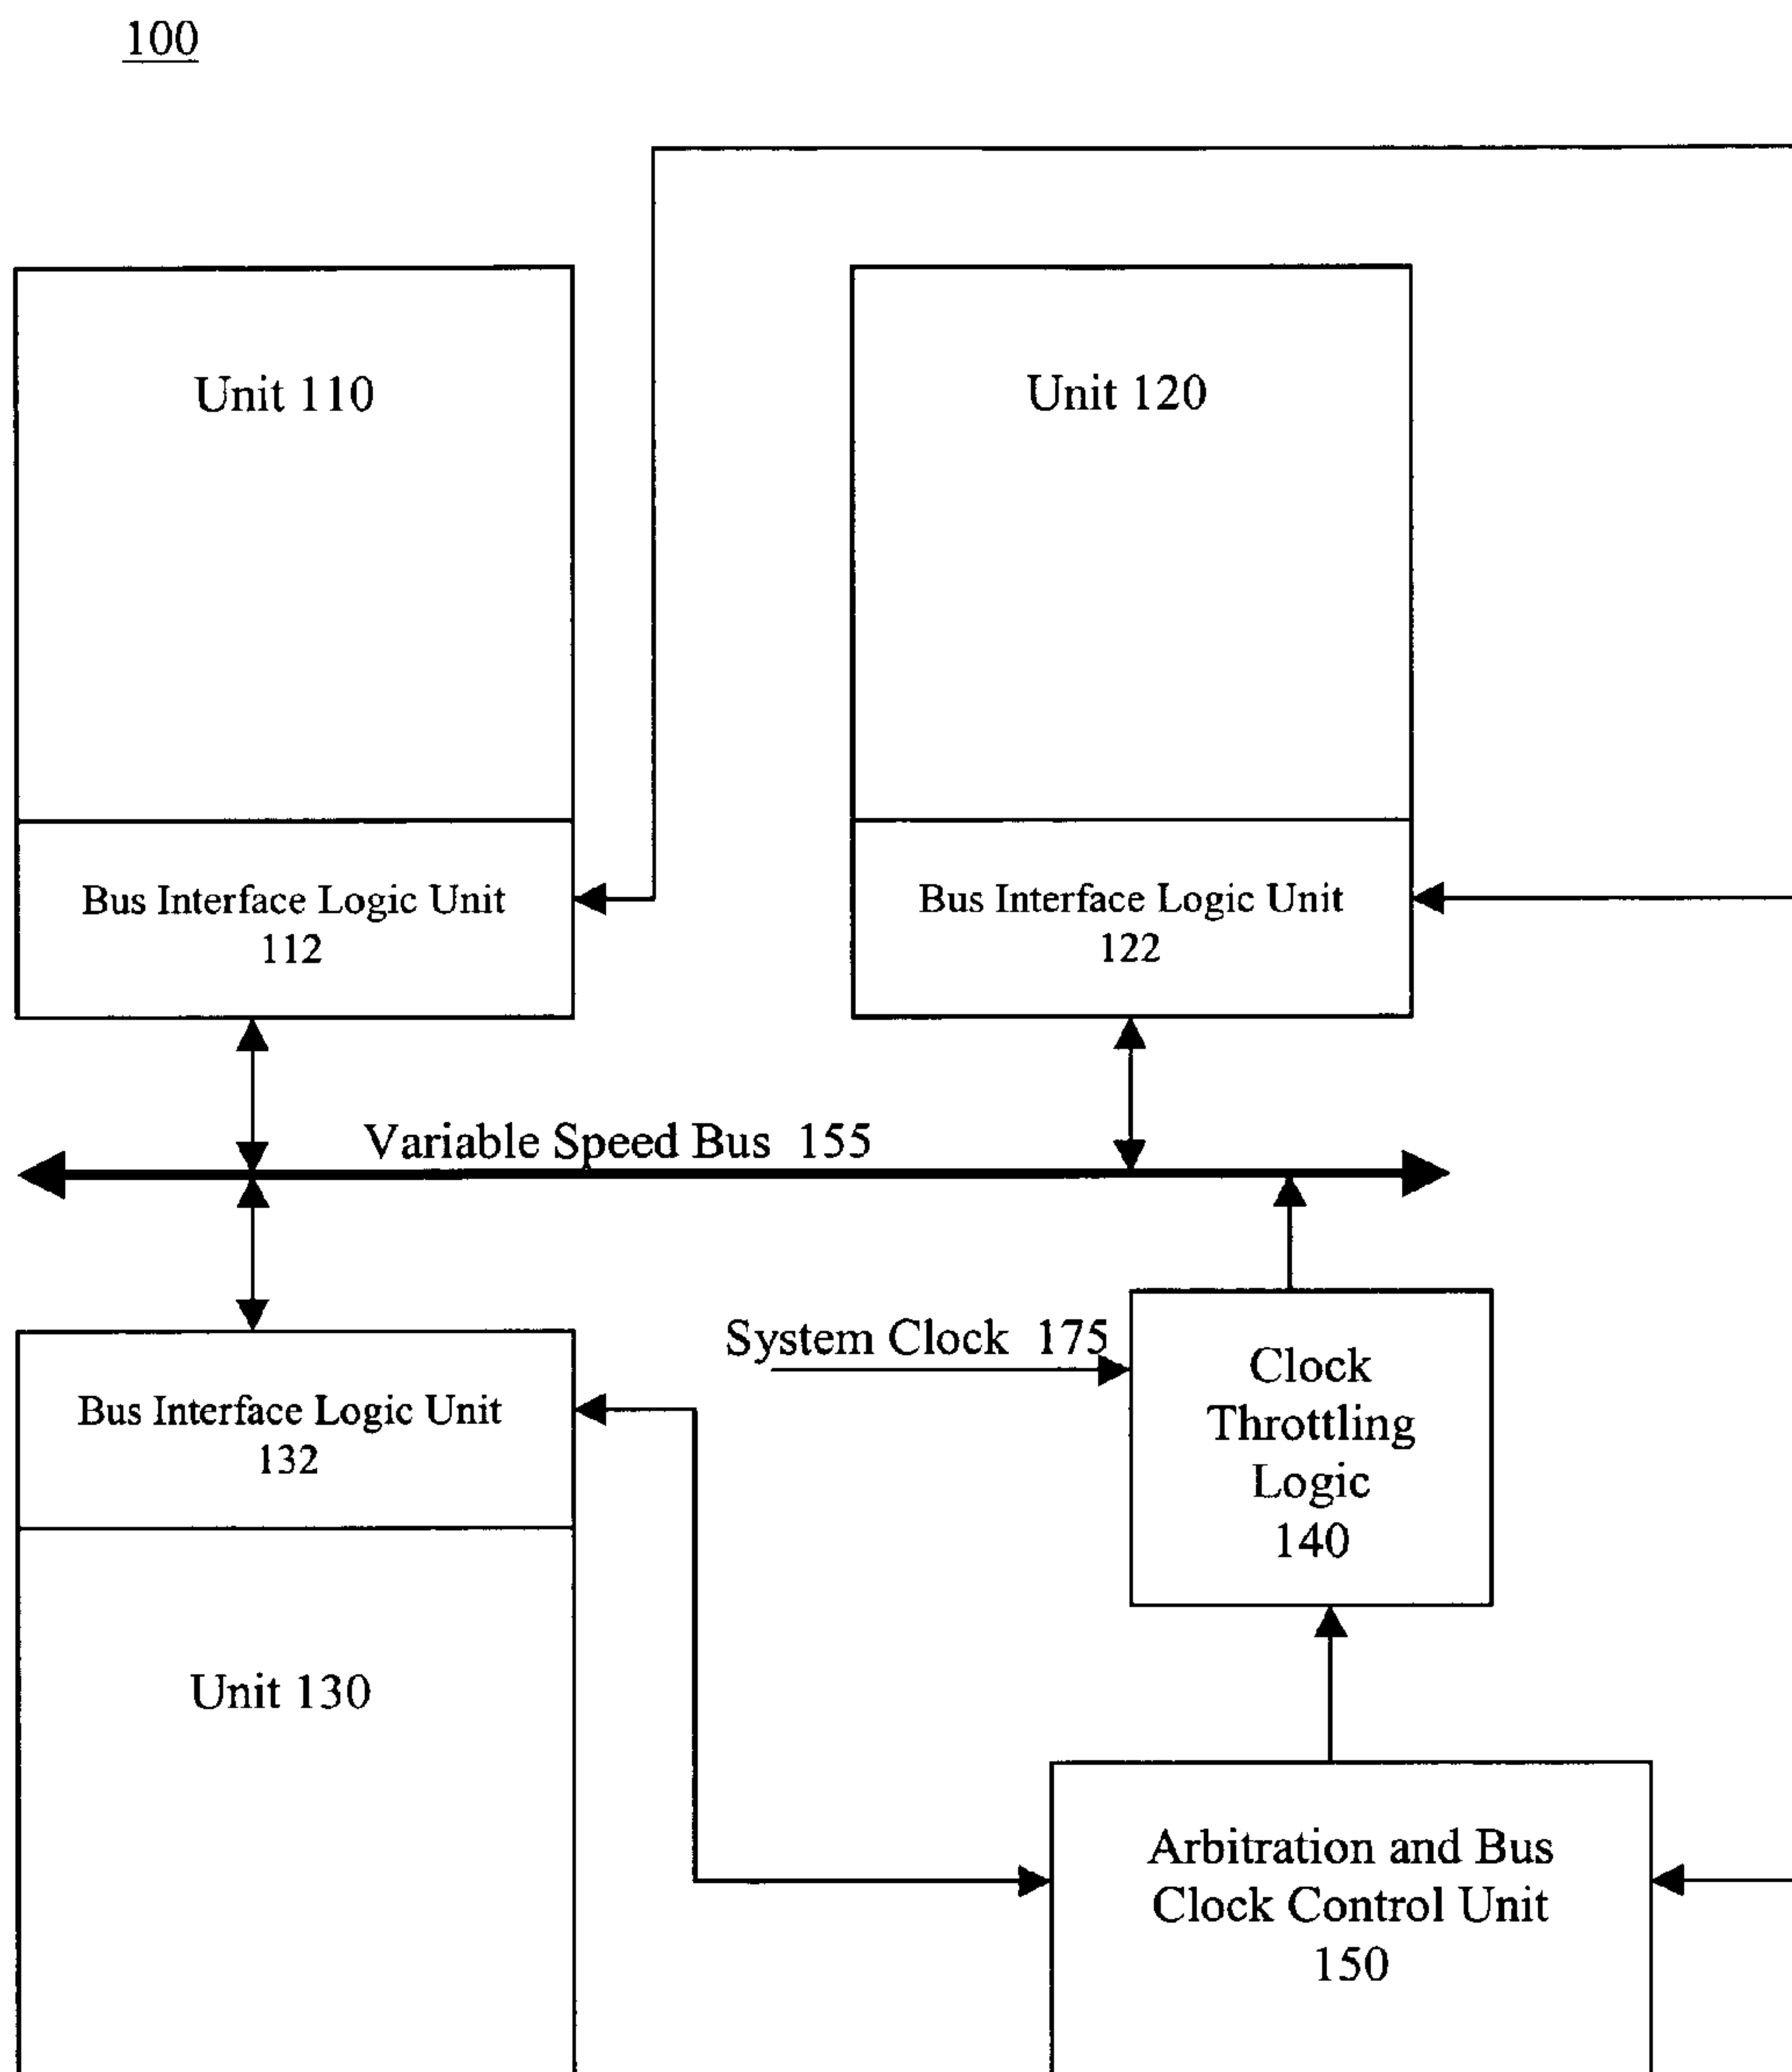 100
Unit 110
Unit 120
Bus Interface Logic Unit
112
Bus Interface Logic Unit
122
Variable Speed Bus 155
System Clock 175
Clock
Throttling
Logic
140
Bus Interface Logic Unit
132
Unit 130
Arbitration and Bus
Clock Control Unit
150